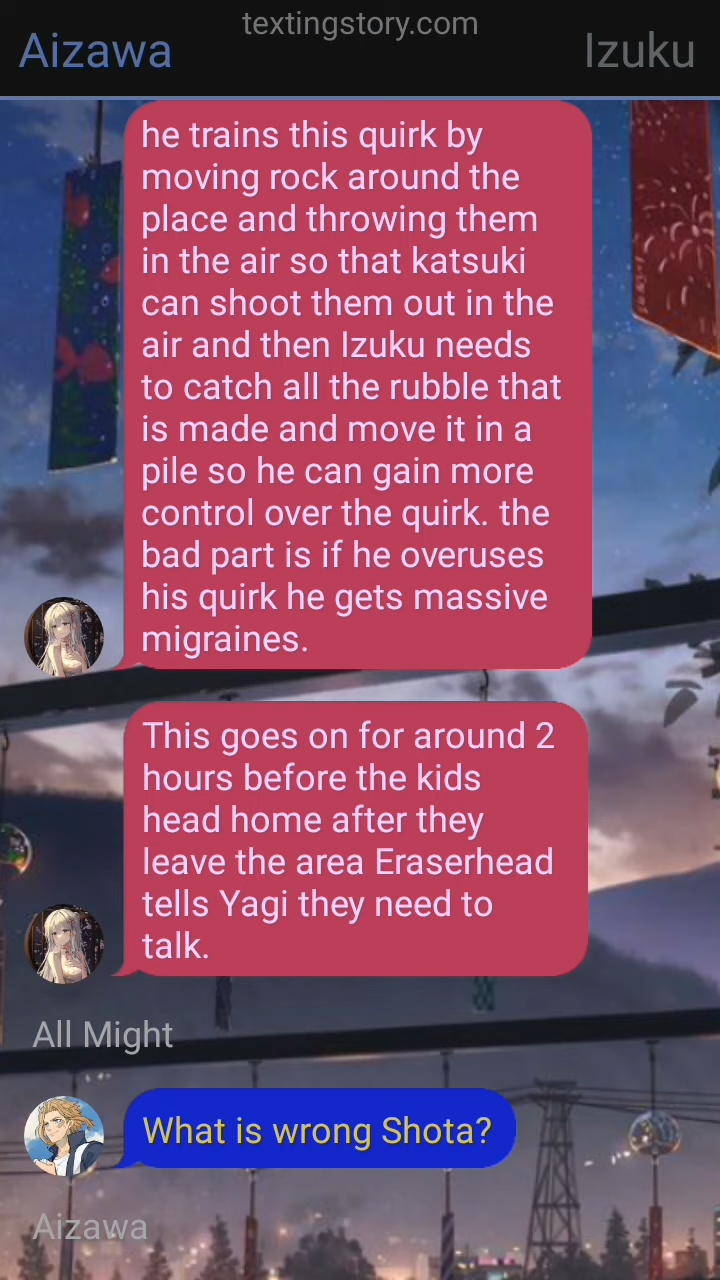 textingstory.com
Aizawa
Izuku
he trains this quirk by
moving rock around the
place and throwing them
in the air so that katsuki
can shoot them out in the
air and then Izuku needs
to catch all the rubble that
is made and move it in a
pile so he can gain more
control over the quirk. the
bad part is if he overuses
his quirk he gets massive
migraines.
This goes on for around 2
hours before the kids
head home after they
leave the area Eraserhead
tells Yagi they need to
talk.
All Might
What is wrong Shota?
Aizawa